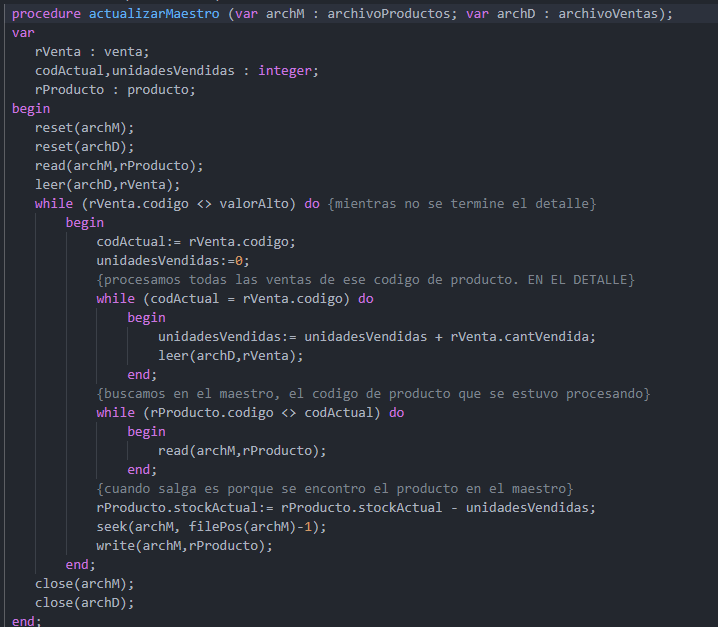 procedure actualizarMaestro (var archM : archivoProductos; var archD : archivoVentas);
var
rVenta : venta;
codActual,unidadesVendidas : integer;
rProducto : producto;
begin
reset(archM);
reset(archD);
read(archM,rProducto);
leer(archD,rVenta);
while (rVenta.codigo <> valorAlto) do {mientras no se termine el detalle}
begin
codActual:= rVenta.codigo;
unidadesVendidas:=0;
{procesamos todas las ventas de ese codigo de producto. EN EL DETALLE}
while (codActual = rVenta.codigo) do
begin
unidadesVendidas:= unidadesVendidas + rVenta.cantVendida;
leer(archD,rVenta);
end;
{buscamos en el maestro, el codigo de producto que se estuvo procesando}
while (rProducto.codigo <> codActual) do
begin
read(archM,rProducto);
end;
{cuando salga es porque se encontro el producto en el maestro}
rProducto.stockActual:= rProducto.stockActual - unidadesVendidas;
seek(archM, filePos(archM)-1);
write(archM,rProducto);
end;
close(archM);
close(archD);
end;